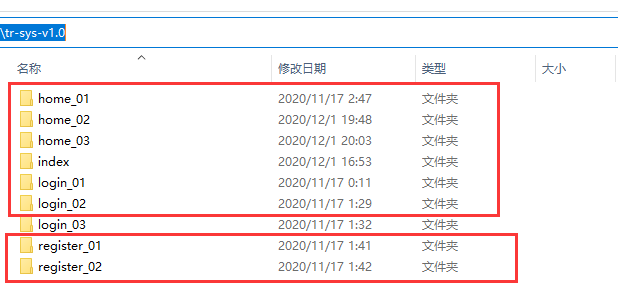 \tr-sys-v1.0
名称 修改日期 类型 大小
home_01 2020/11/17 2:47 文件夹
home_02 2020/12/1 19:48 文件夹
home_03 2020/12/1 20:03 文件夹
index 2020/12/1 16:53 文件夹
login_01 2020/11/17 0:11 文件夹
login_02 2020/11/17 1:29 文件夹
login_03 2020/11/17 1:32 文件夹
register_01 2020/11/17 1:41 文件夹
register_02 2020/11/17 1:42 文件夹